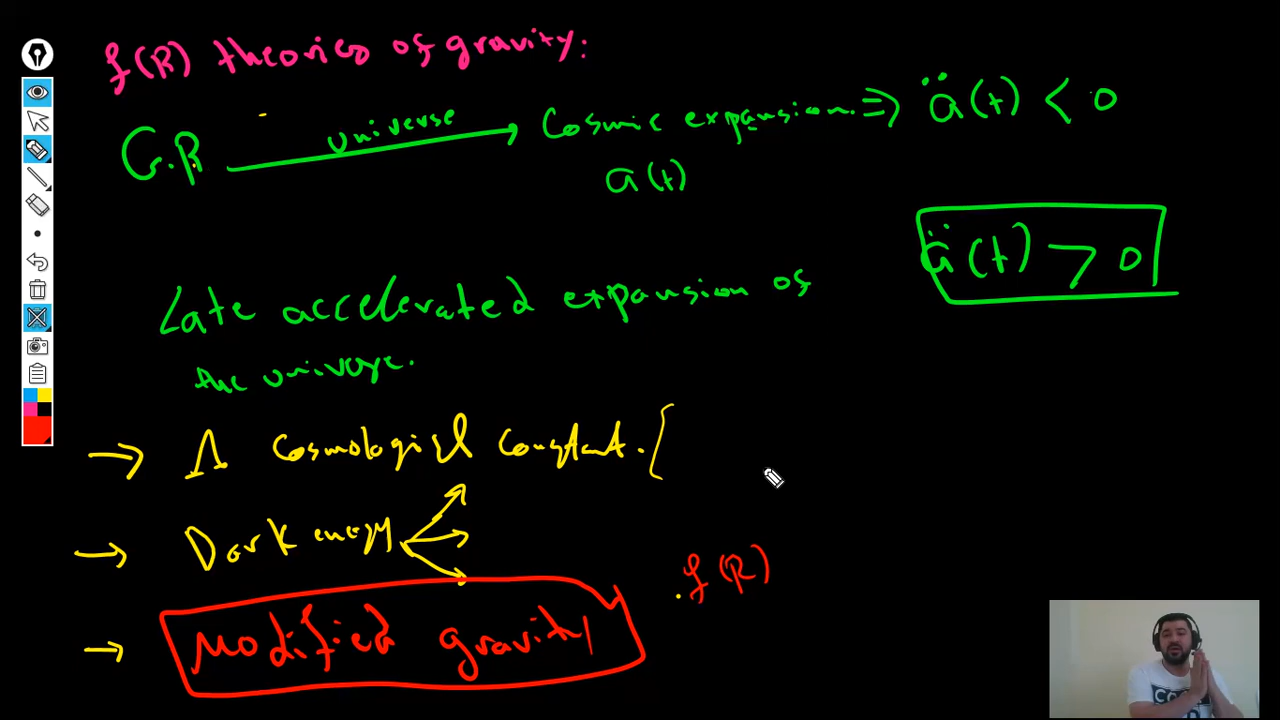 f(R) theories of gravity:
G.R universe Cosmic expansion. ⇒ ä(t) < 0
a(t)
ä(t) > 0
Late accelerated expansion of
the universe.
→ Λ Cosmological Constant. [
→ Dark energy
.f(R)
→ Modified gravity